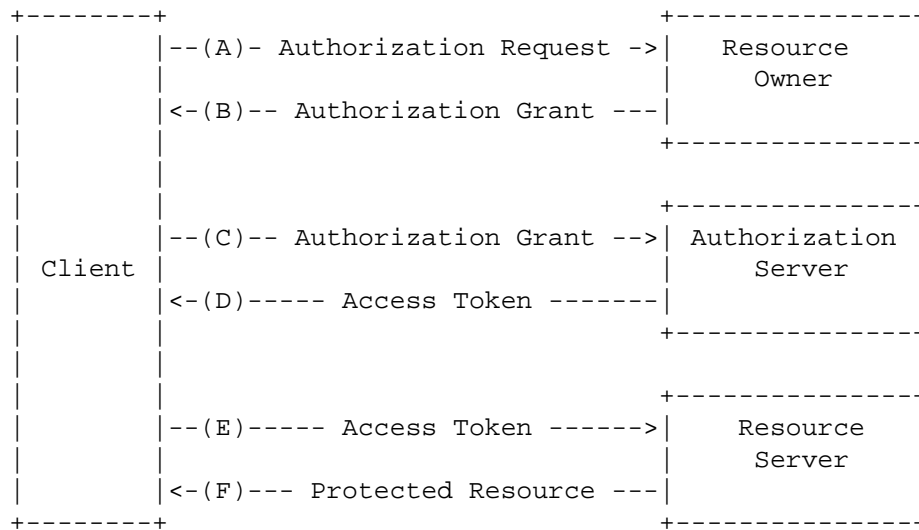 --(A)- Authorization Request -> Resource
Owner
<-(B)-- Authorization Grant ---
--(C)-- Authorization Grant --> Authorization
Client Server
<-(D)----- Access Token -------
--(E)----- Access Token ------> Resource
Server
<-(F)--- Protected Resource ---